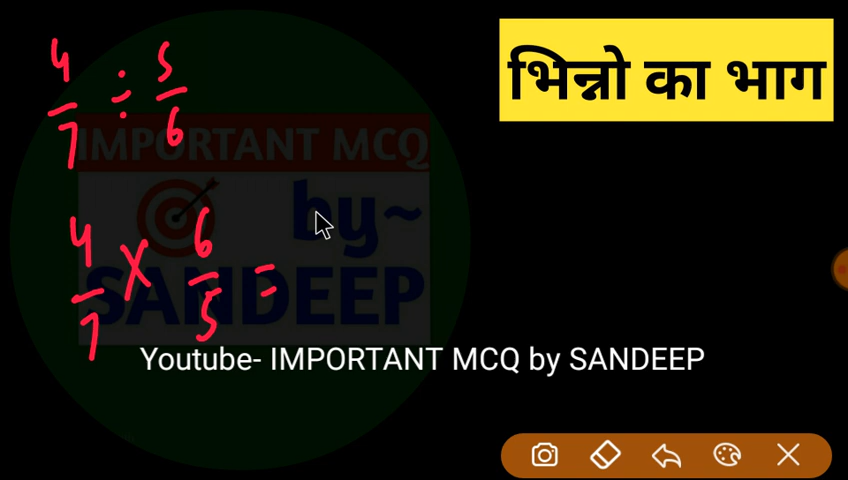 भिन्नो का भाग
4/7 ÷ 5/6
IMPORTANT MCQ
by~
4/7 × 6/5 =
SANDEEP
Youtube- IMPORTANT MCQ by SANDEEP